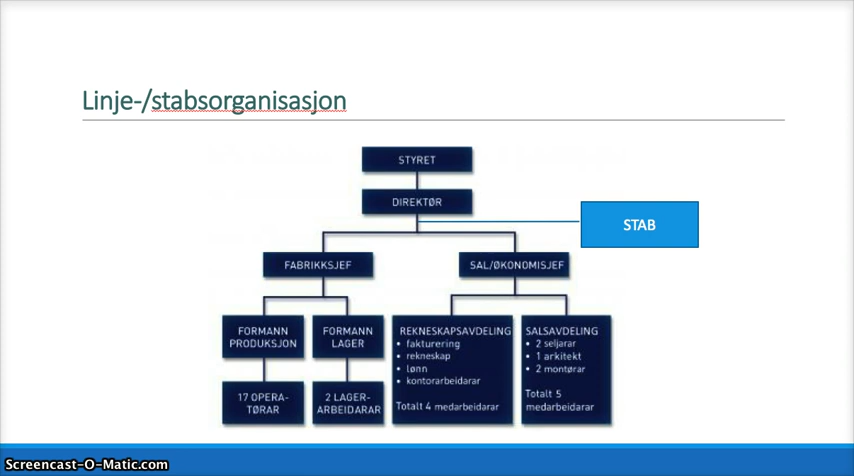 Linje-/stabsorganisasjon
STYRET
DIREKTØR
STAB
FABRIKKSJEF
SAL/ØKONOMISJEF
FORMANN
PRODUKSJON
FORMANN
LAGER
REKNESKAPSAVDELING
• fakturering
• rekneskap
• lønn
• kontorarbeidarar
Totalt 4 medarbeidarar
SALSAVDELING
• 2 seljarar
• 1 arkitekt
• 2 montørar
Totalt 5
medarbeidarar
17 OPERA-
TØRAR
2 LAGER-
ARBEIDARAR
Screencast-O-Matic.com